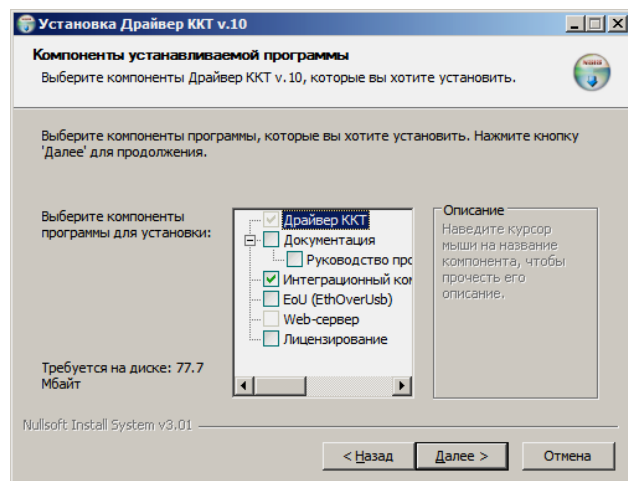 Установка Драйвер ККТ v.10
Компоненты устанавливаемой программы
Выберите компоненты Драйвер ККТ v.10, которые вы хотите установить.
Выберите компоненты программы, которые вы хотите установить. Нажмите кнопку
'Далее' для продолжения.
Выберите компоненты
программы для установки:
Драйвер ККТ
Документация
Руководство про
Интеграционный ко
EoU (EthOverUsb)
Web-сервер
Лицензирование
Описание
Наведите курсор
мыши на название
компонента, чтобы
прочесть его
описание.
Требуется на диске: 77.7
Мбайт
Nullsoft Install System v3.01
< Назад
Далее >
Отмена